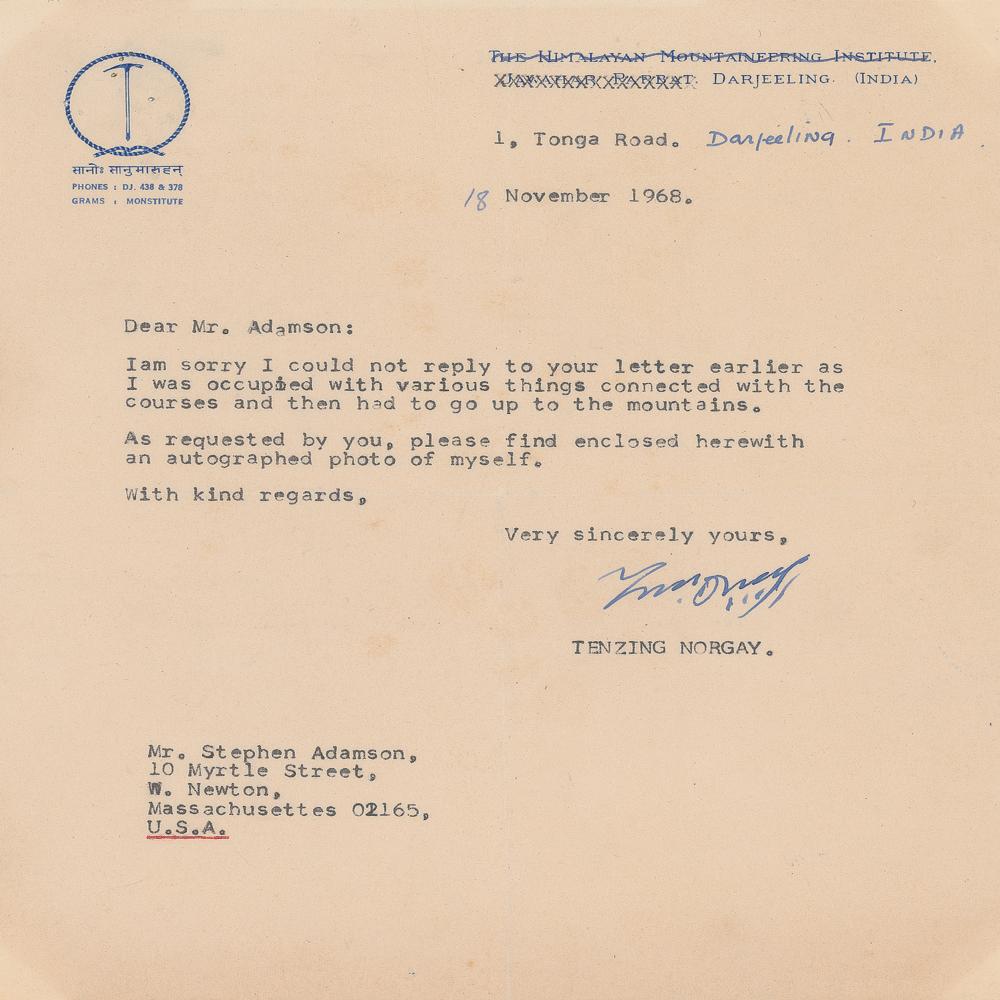 THE HIMALAYAN MOUNTAINEERING INSTITUTE,
JAWAHAR PARBAT. DARJEELING. (INDIA)
सानोः सानुमारुहन्
PHONES : DJ. 438 & 378
GRAMS : MONSTITUTE
1, Tonga Road. Darjeeling. INDIA.
18 November 1968.
Dear Mr. Adamson:
Iam sorry I could not reply to your letter earlier as
I was occupied with various things connected with the
courses and then had to go up to the mountains.
As requested by you, please find enclosed herewith
an autographed photo of myself.
With kind regards,
Very sincerely yours,
TENZING NORGAY.
Mr. Stephen Adamson,
10 Myrtle Street,
W. Newton,
Massachusettes 02165,
U.S.A.